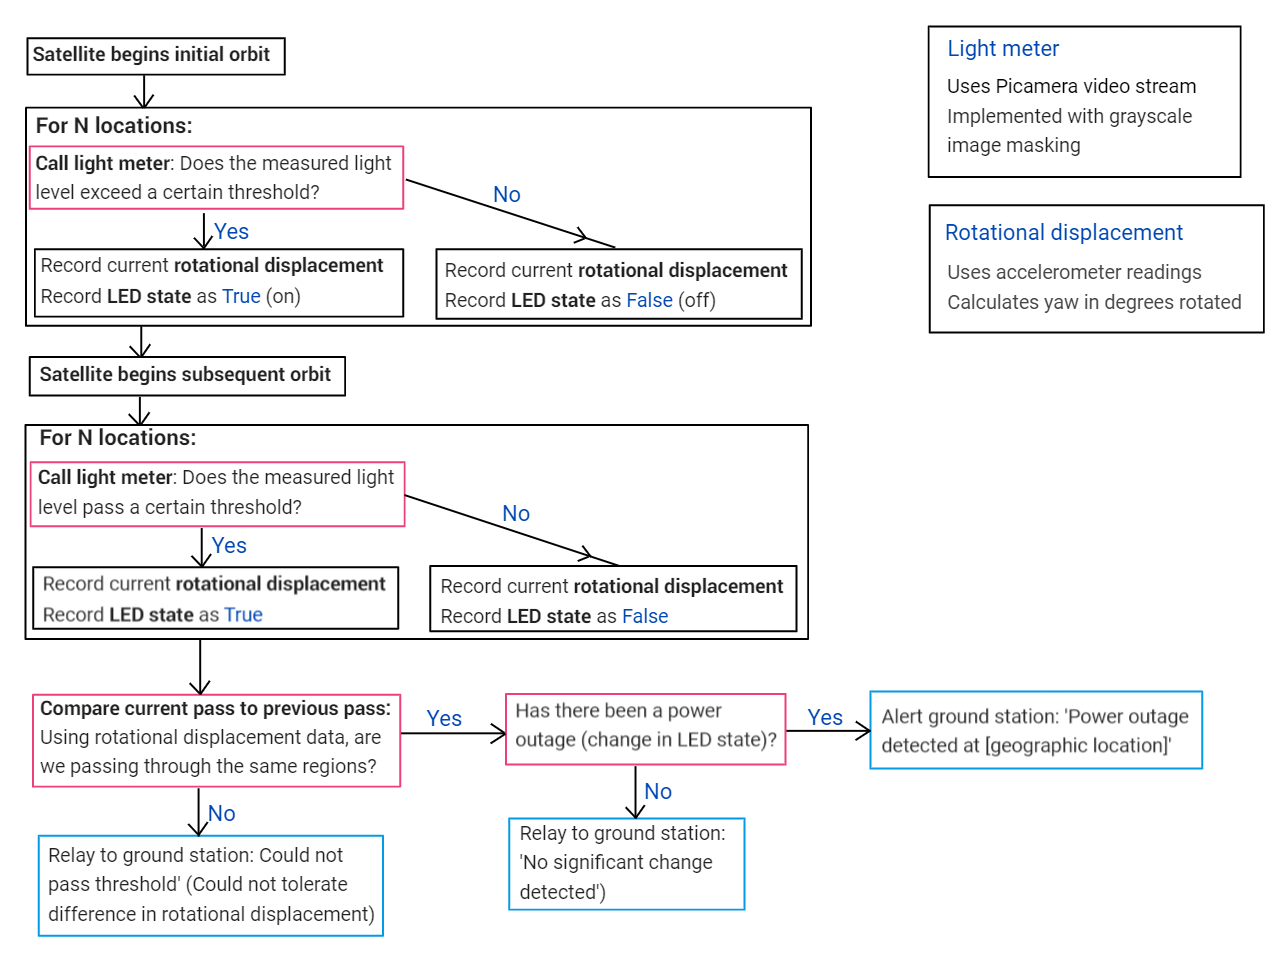 Satellite begins initial orbit
For N locations:
Call light meter: Does the measured light
level exceed a certain threshold?
No
Yes
Record current rotational displacement
Record LED state as True (on)
Record current rotational displacement
Record LED state as False (off)
Satellite begins subsequent orbit
For N locations:
Call light meter: Does the measured light
level pass a certain threshold?
No
Yes
Record current rotational displacement
Record LED state as True
Record current rotational displacement
Record LED state as False
Compare current pass to previous pass:
Using rotational displacement data, are
we passing through the same regions?
Yes
Has there been a power
outage (change in LED state)?
Yes
Alert ground station: 'Power outage
detected at [geographic location]'
No
Relay to ground station: Could not
pass threshold' (Could not tolerate
difference in rotational displacement)
No
Relay to ground station:
'No significant change
detected')
Light meter
Uses Picamera video stream
Implemented with grayscale
image masking
Rotational displacement
Uses accelerometer readings
Calculates yaw in degrees rotated